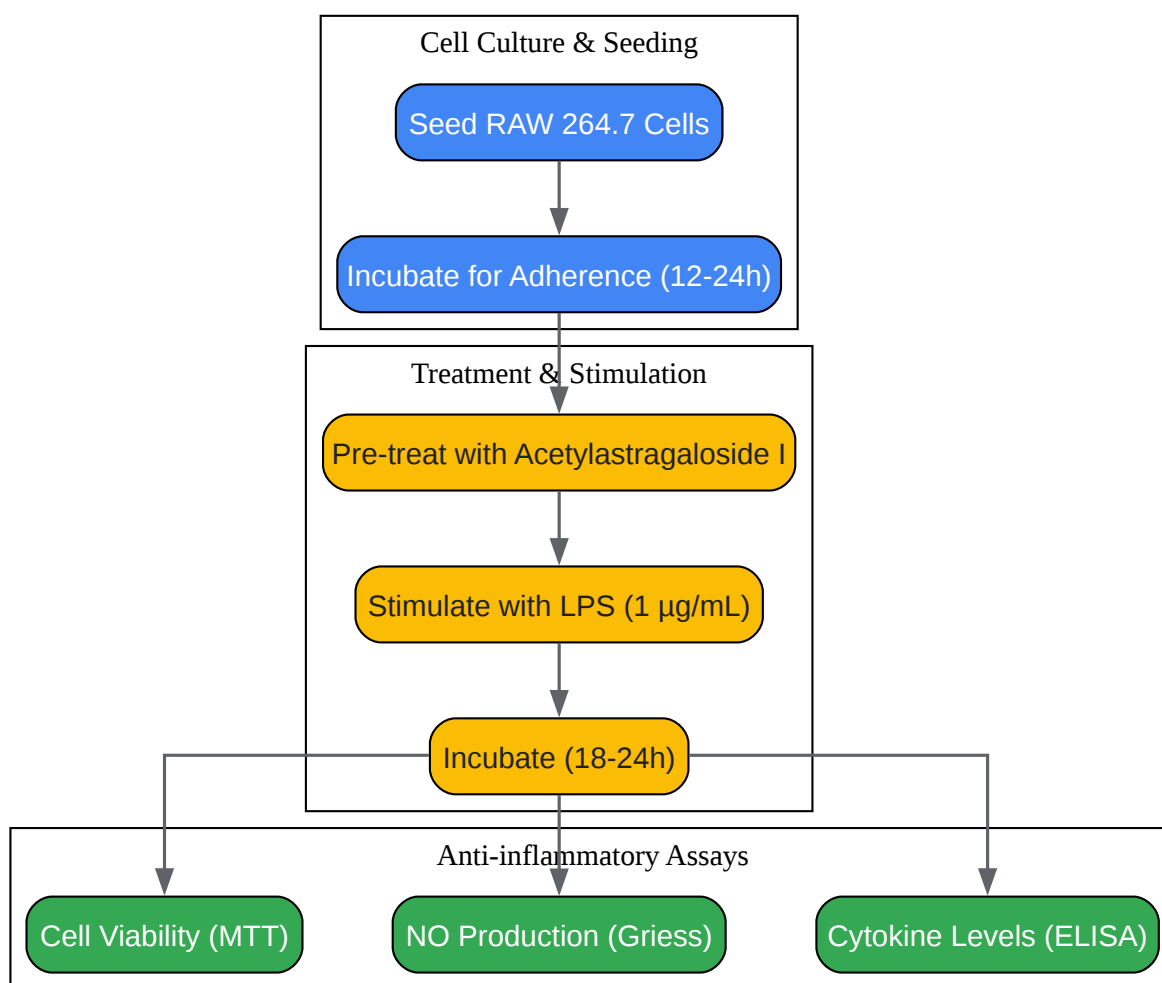 Cell Culture & Seeding
Seed RAW 264.7 Cells
Incubate for Adherence (12-24h)
Treatment & Stimulation
Pre-treat with Acetylastragaloside I
Stimulate with LPS (1 µg/mL)
Incubate (18-24h)
Anti-inflammatory Assays
Cell Viability (MTT)
NO Production (Griess)
Cytokine Levels (ELISA)